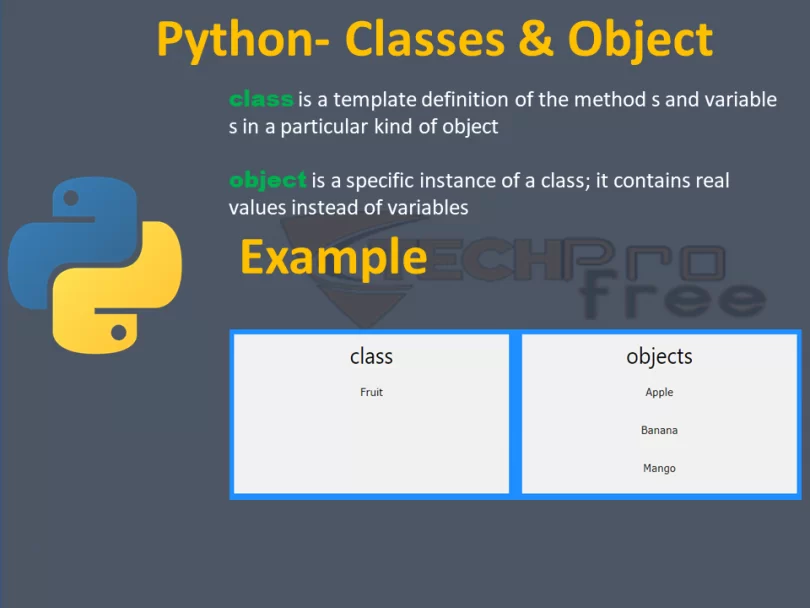 Python- Classes & Object
class is a template definition of the method s and variable
s in a particular kind of object
object is a specific instance of a class; it contains real
values instead of variables
Example
TECHPro
free
class
Fruit
objects
Apple
Banana
Mango